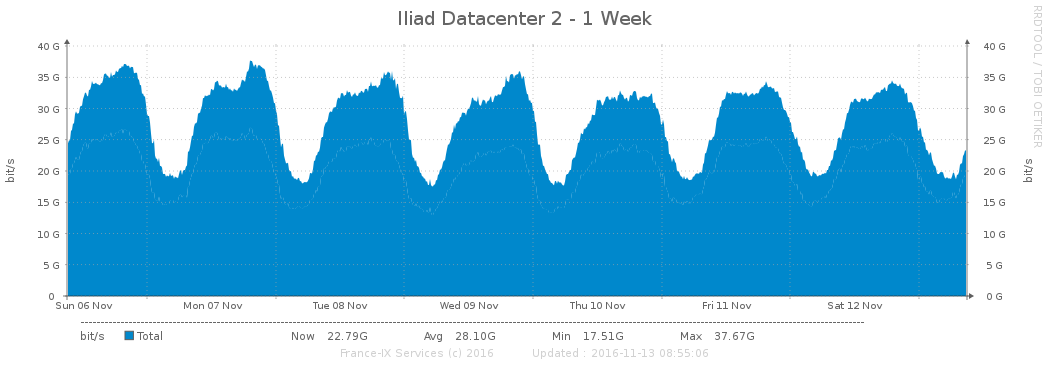 Iliad Datacenter 2 - 1 Week
RRDTOOL / TOBI OETIKER
40 G 40 G
35 G 35 G
30 G 30 G
25 G 25 G
20 G 20 G
15 G 15 G
10 G 10 G
5 G 5 G
0 0 G
bit/s
bit/s
Sun 06 Nov Mon 07 Nov Tue 08 Nov Wed 09 Nov Thu 10 Nov Fri 11 Nov Sat 12 Nov
bit/s Total Now 22.79G Avg 28.10G Min 17.51G Max 37.67G
France-IX Services (c) 2016 Updated : 2016-11-13 08:55:06